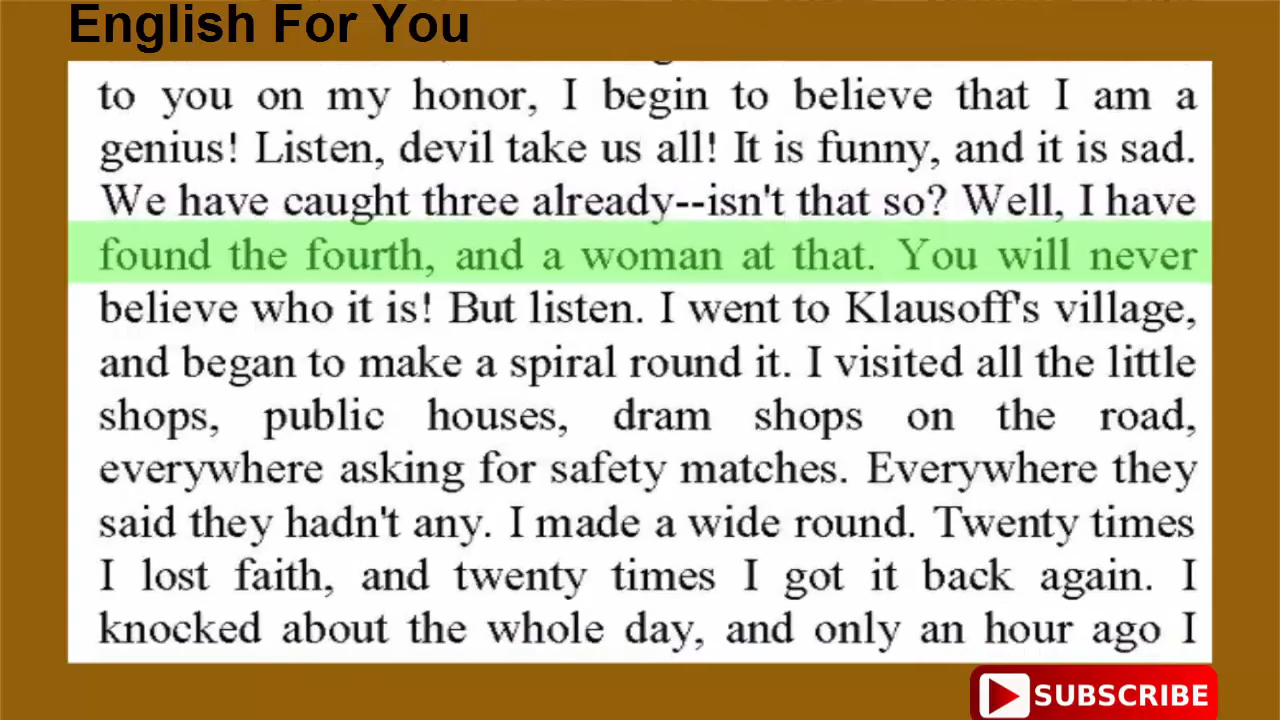 English For You
to you on my honor, I begin to believe that I am a
genius! Listen, devil take us all! It is funny, and it is sad.
We have caught three already--isn't that so? Well, I have
found the fourth, and a woman at that. You will never
believe who it is! But listen. I went to Klausoff's village,
and began to make a spiral round it. I visited all the little
shops, public houses, dram shops on the road,
everywhere asking for safety matches. Everywhere they
said they hadn't any. I made a wide round. Twenty times
I lost faith, and twenty times I got it back again. I
knocked about the whole day, and only an hour ago I
SUBSCRIBE